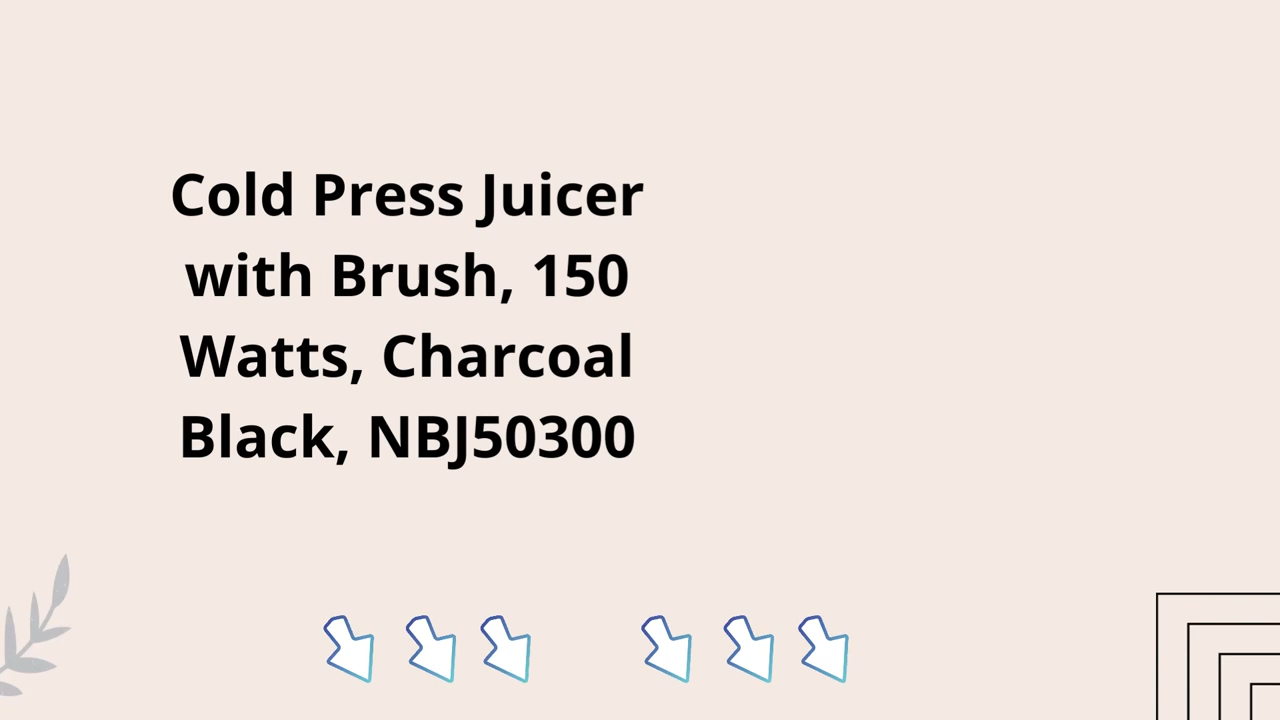 Cold Press Juicer
with Brush, 150
Watts, Charcoal
Black, NBJ50300